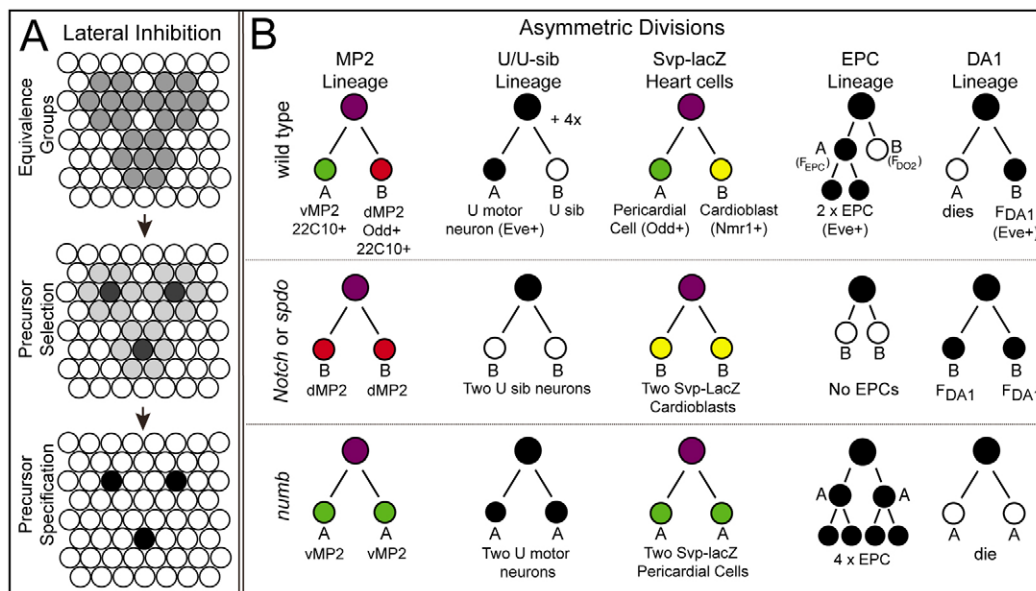 A
Lateral Inhibition
Equivalence
Groups
Precursor
Selection
Precursor
Specification
B
Asymmetric Divisions
MP2
Lineage
U/U-sib
Lineage
Svp-lacZ
Heart cells
EPC
Lineage
DA1
Lineage
wild type
A
vMP2
22C10+
B
dMP2
Odd+
22C10+
+ 4x
A
U motor
neuron (Eve+)
B
U sib
A
Pericardial
Cell (Odd+)
B
Cardioblast
(Nmr1+)
A
(FEPC)
B
(FDO2)
2 x EPC
(Eve+)
A
dies
B
FDA1
(Eve+)
Notch or spdo
B
dMP2
B
dMP2
B
B
Two U sib neurons
B
B
Two Svp-LacZ
Cardioblasts
B
B
No EPCs
B
FDA1
B
FDA1
numb
A
vMP2
A
vMP2
A
A
Two U motor
neurons
A
A
Two Svp-lacZ
Pericardial Cells
A
A
4 x EPC
A
A
die